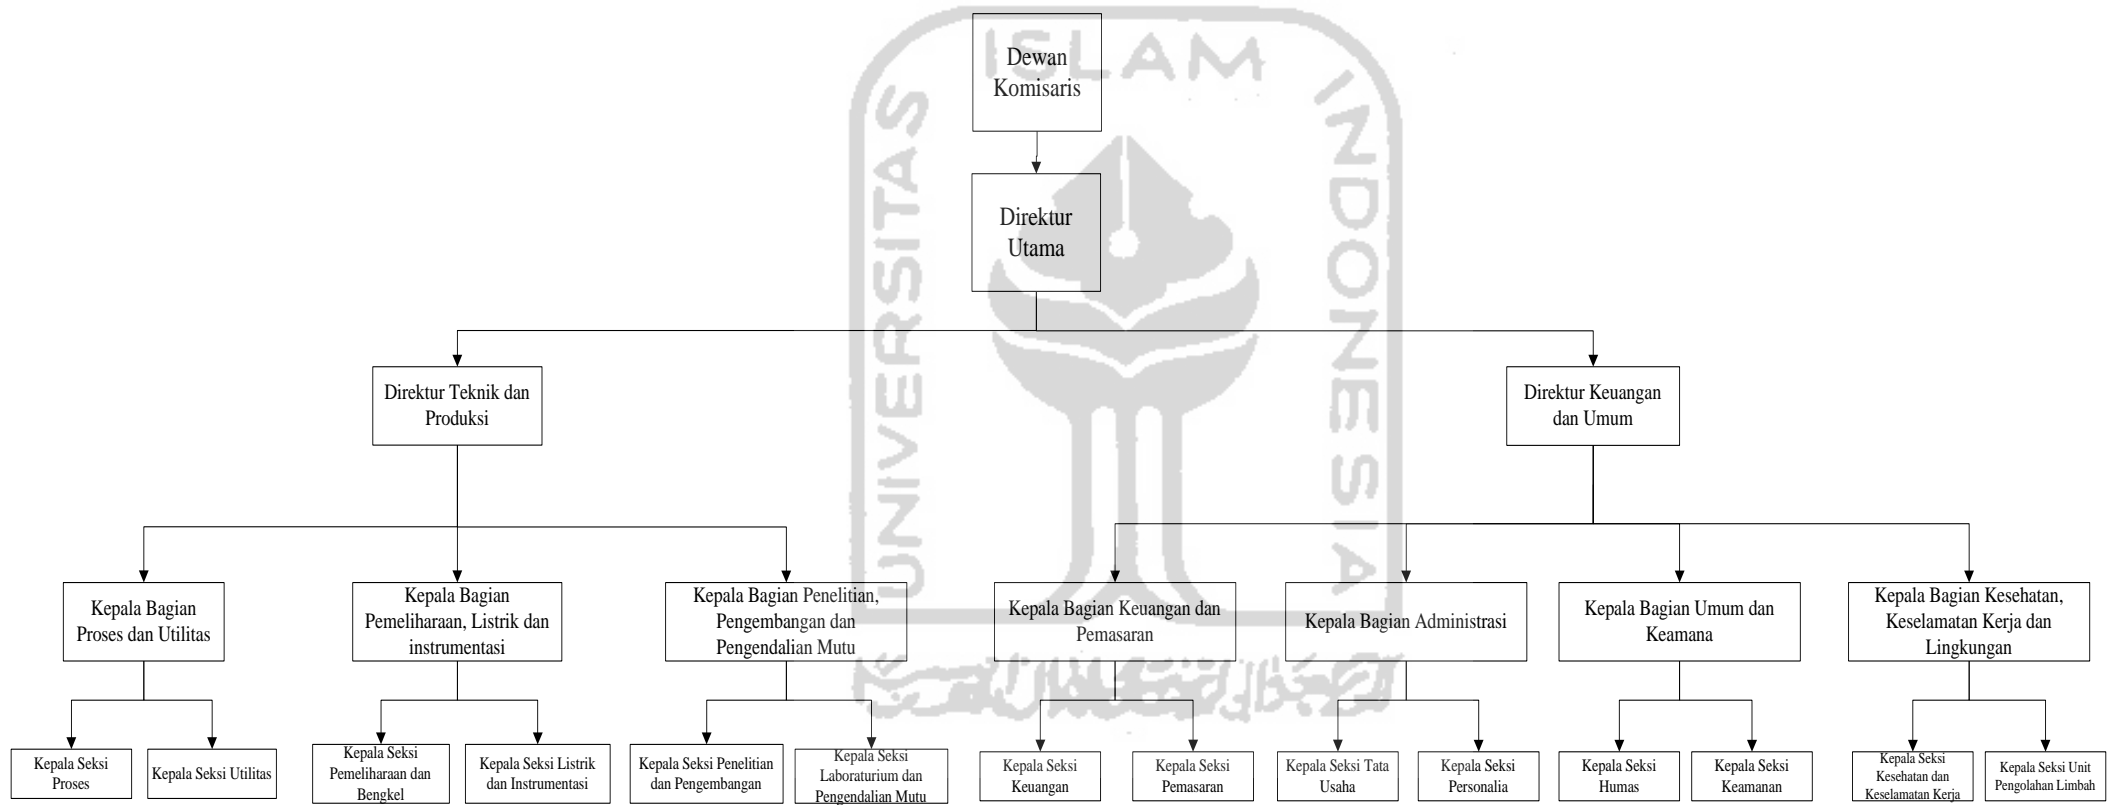 Dewan
Komisaris
Direktur
Utama
Direktur Teknik dan
Produksi
Direktur Keuangan
dan Umum
Kepala Bagian
Proses dan Utilitas
Kepala Bagian
Pemeliharaan, Listrik dan
instrumentasi
Kepala Bagian Penelitian,
Pengembangan dan
Pengendalian Mutu
Kepala Bagian Keuangan dan
Pemasaran
Kepala Bagian Administrasi
Kepala Bagian Umum dan
Keamana
Kepala Bagian Kesehatan,
Keselamatan Kerja dan
Lingkungan
Kepala Seksi
Proses
Kepala Seksi Utilitas
Kepala Seksi
Pemeliharaan dan
Bengkel
Kepala Seksi Listrik
dan Instrumentasi
Kepala Seksi Penelitian
dan Pengembangan
Kepala Seksi
Laboraturium dan
Pengendalian Mutu
Kepala Seksi
Keuangan
Kepala Seksi
Pemasaran
Kepala Seksi Tata
Usaha
Kepala Seksi
Personalia
Kepala Seksi
Humas
Kepala Seksi
Keamanan
Kepala Seksi
Kesehatan dan
Keselamatan Kerja
Kepala Seksi Unit
Pengolahan Limbah
UNIVERSITAS
ISLAM
INDONESIA